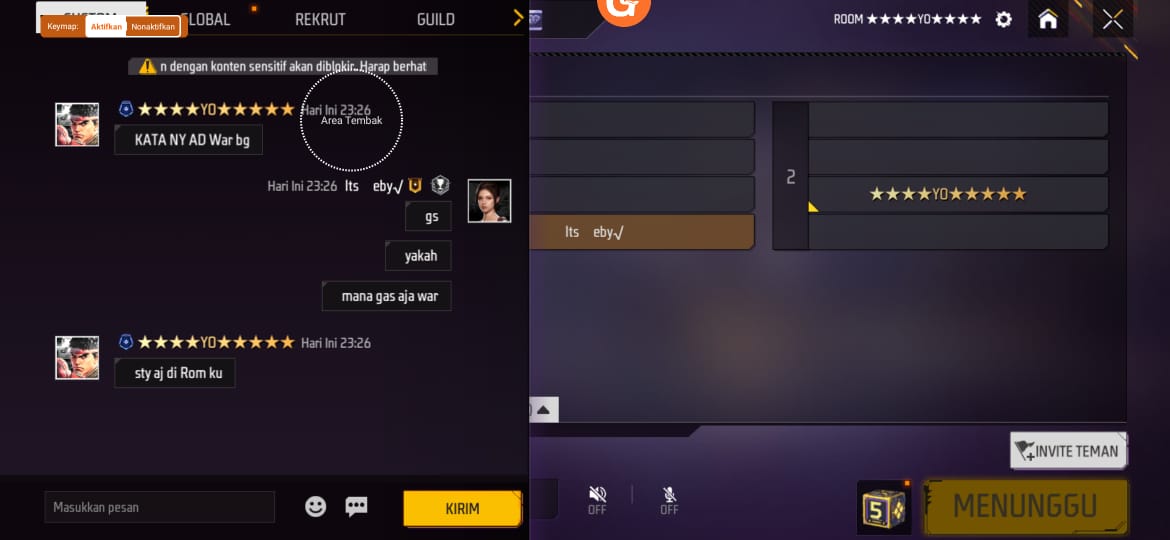 CUSTOM GLOBAL REKRUT GUILD
Keymap: Aktifkan Nonaktifkan
n dengan konten sensitif akan diblokir. Harap berhat
★★★★YO★★★★★ Hari Ini 23:26
Area Tembak
KATA NY AD War bg
Hari Ini 23:26 Its eby√
gs
yakah
mana gas aja war
★★★★YO★★★★★ Hari Ini 23:26
sty aj di Rom ku
Masukkan pesan
KIRIM
ROOM ★★★★YO★★★★
2
★★★★YO★★★★★
Its eby√
INVITE TEMAN
OFF
OFF
5
MENUNGGU